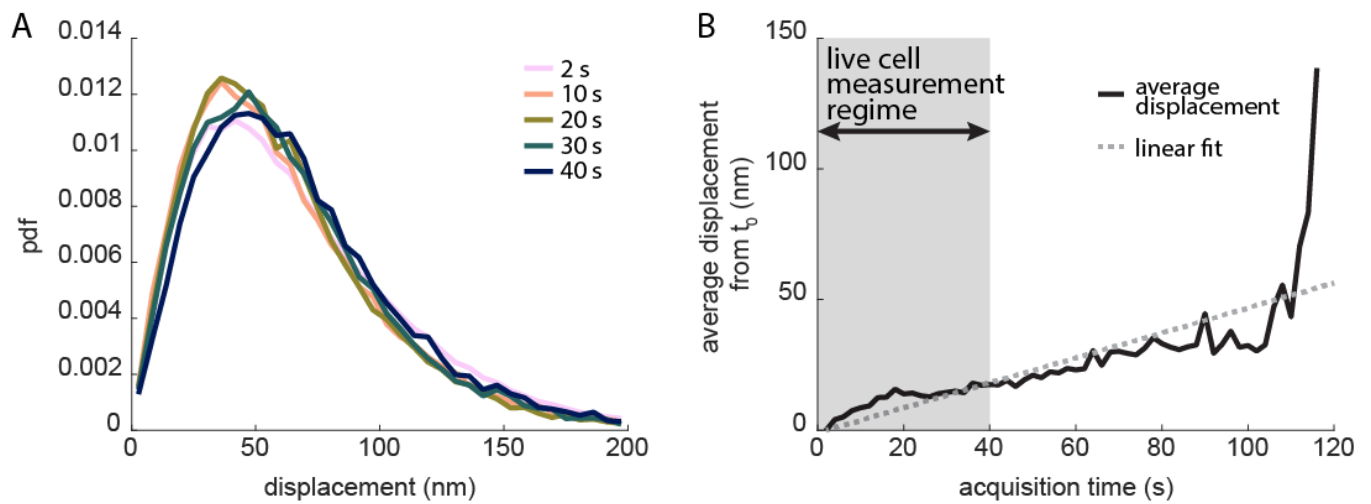 A
0.014
0.012
0.01
0.008
0.006
0.004
0.002
0
pdf
0
50
100
150
200
displacement (nm)
2 s
10 s
20 s
30 s
40 s
B
150
100
50
0
average displacement
from t₀ (nm)
live cell
measurement
regime
average
displacement
linear fit
0
20
40
60
80
100
120
acquisition time (s)